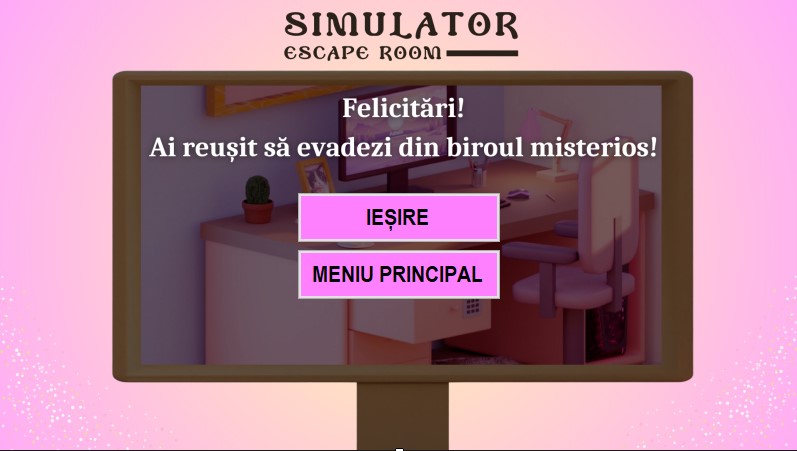 SIMULATOR
ESCAPE ROOM
Felicitări!
Ai reușit să evadezi din biroul misterios!
IEȘIRE
MENIU PRINCIPAL